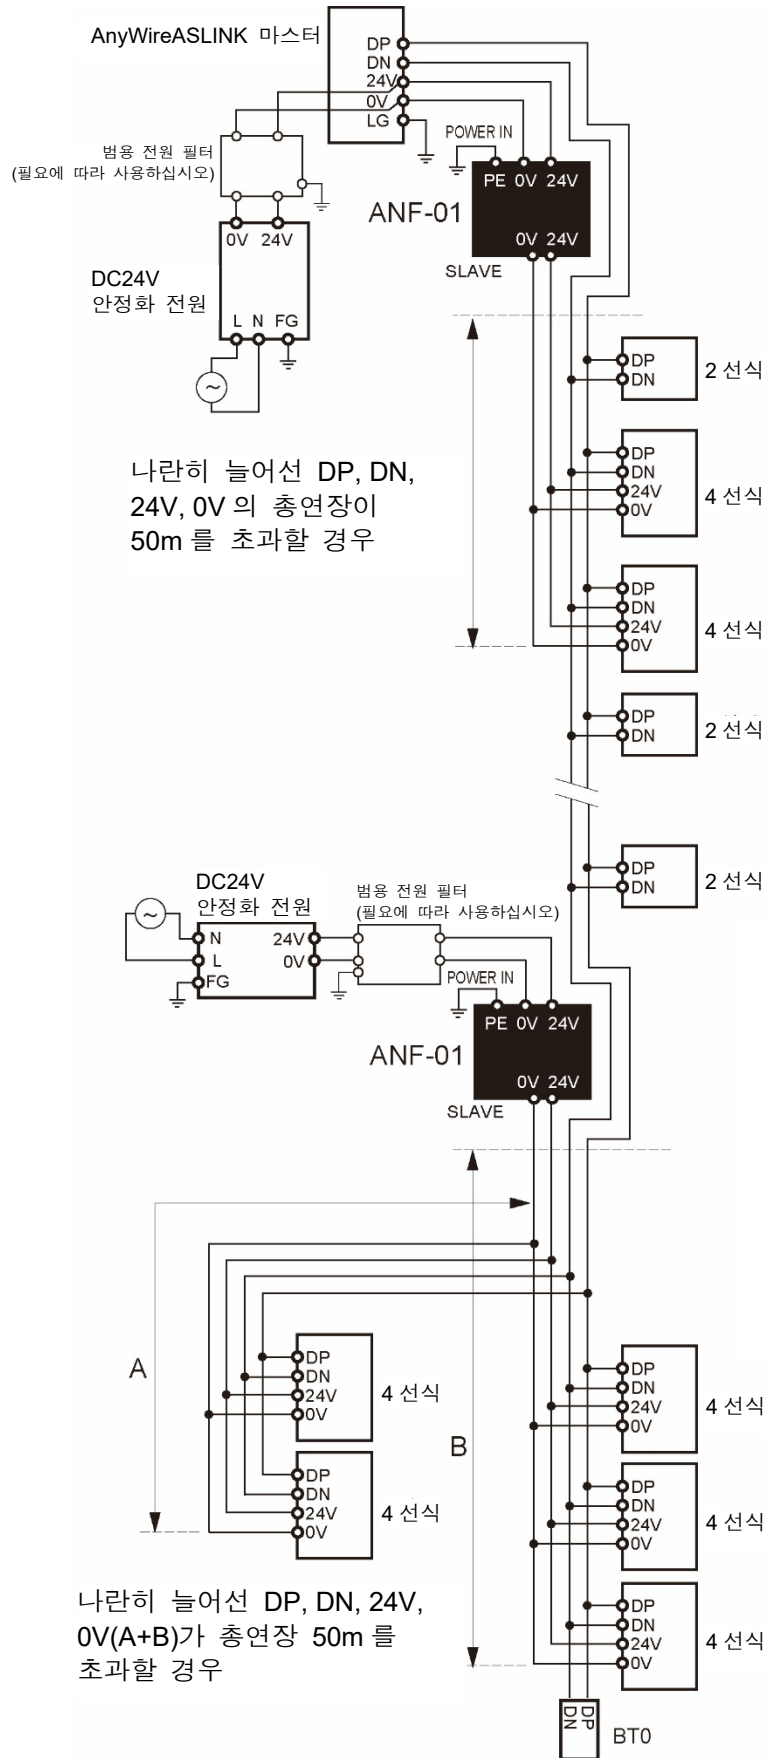 AnyWireASLINK 마스터
DP
DN
24V
0V
LG
범용 전원 필터
(필요에 따라 사용하십시오)
POWER IN
PE 0V 24V
ANF-01
0V 24V
SLAVE
0V 24V
DC24V
안정화 전원
L N FG
DP
DN
2 선식
나란히 늘어선 DP, DN,
24V, 0V 의 총연장이
50m 를 초과할 경우
DP
DN
24V
0V
4 선식
DP
DN
24V
0V
4 선식
DP
DN
2 선식
DP
DN
2 선식
DC24V
안정화 전원
N
L
FG
24V
0V
범용 전원 필터
(필요에 따라 사용하십시오)
POWER IN
PE 0V 24V
ANF-01
0V 24V
SLAVE
A
DP
DN
24V
0V
4 선식
DP
DN
24V
0V
4 선식
B
DP
DN
24V
0V
4 선식
DP
DN
24V
0V
4 선식
DP
DN
24V
0V
4 선식
나란히 늘어선 DP, DN, 24V,
0V(A+B)가 총연장 50m 를
초과할 경우
DN
DP
BT0